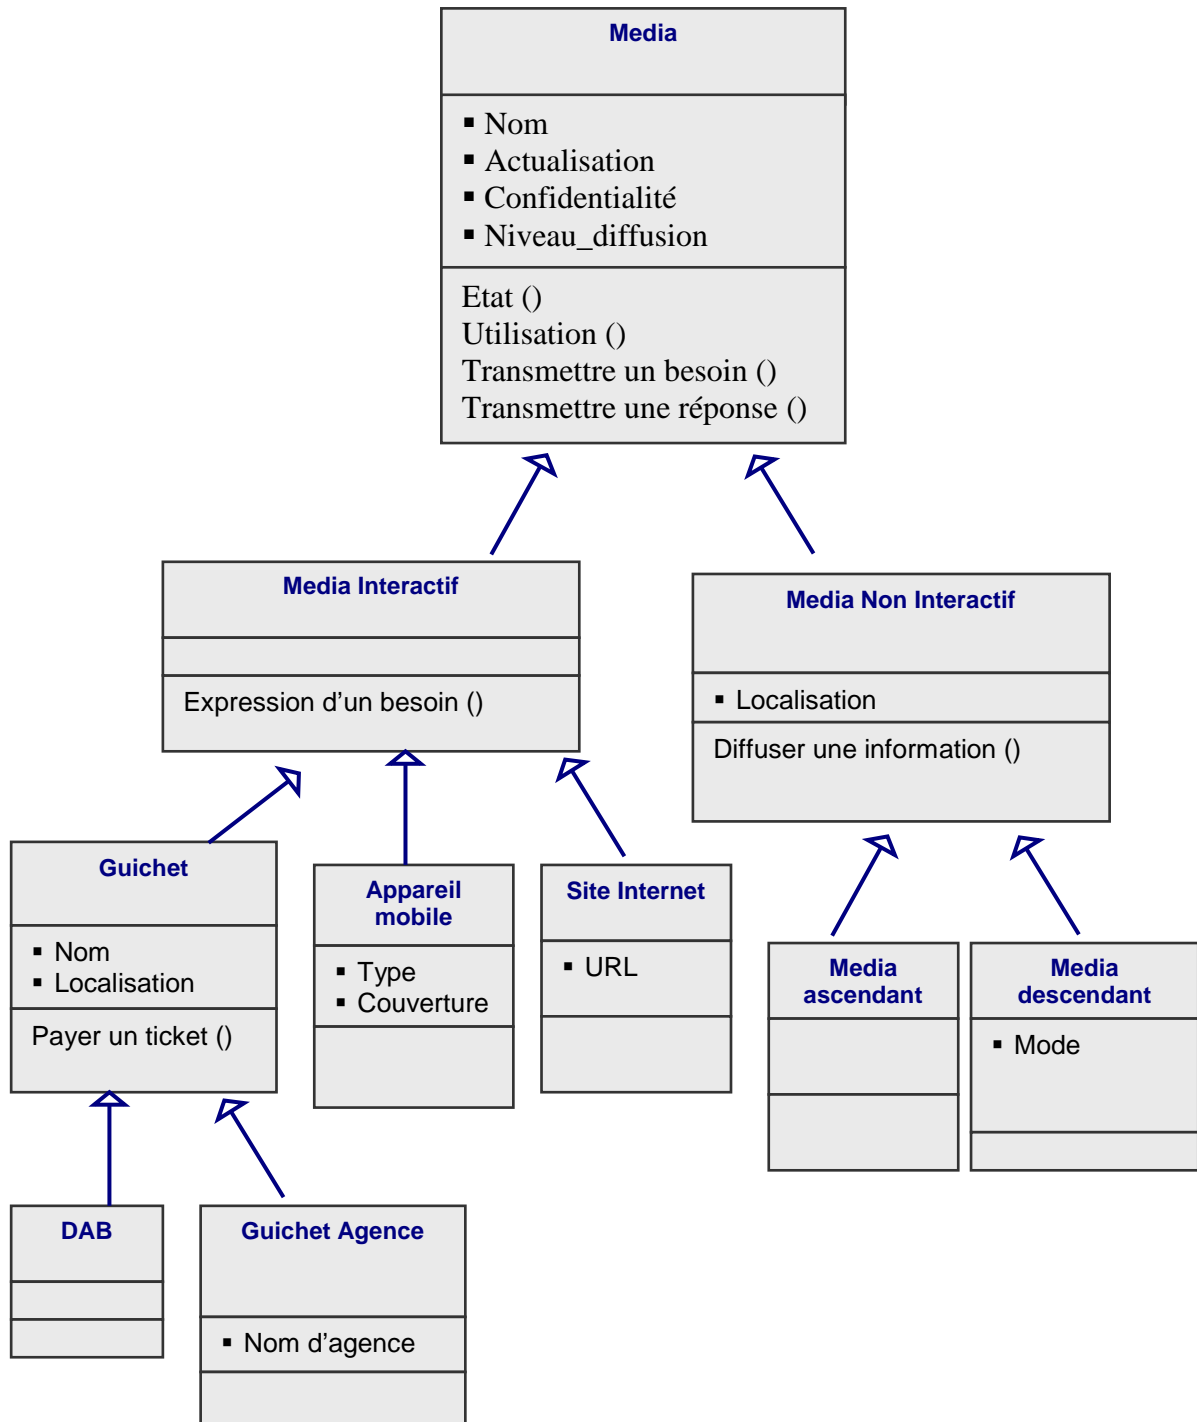 Media
▪ Nom
▪ Actualisation
▪ Confidentialité
▪ Niveau_diffusion
Etat ()
Utilisation ()
Transmettre un besoin ()
Transmettre une réponse ()
Media Interactif
Expression d’un besoin ()
Media Non Interactif
▪ Localisation
Diffuser une information ()
Guichet
▪ Nom
▪ Localisation
Payer un ticket ()
Appareil
mobile
▪ Type
▪ Couverture
Site Internet
▪ URL
Media
ascendant
Media
descendant
▪ Mode
DAB
Guichet Agence
▪ Nom d’agence